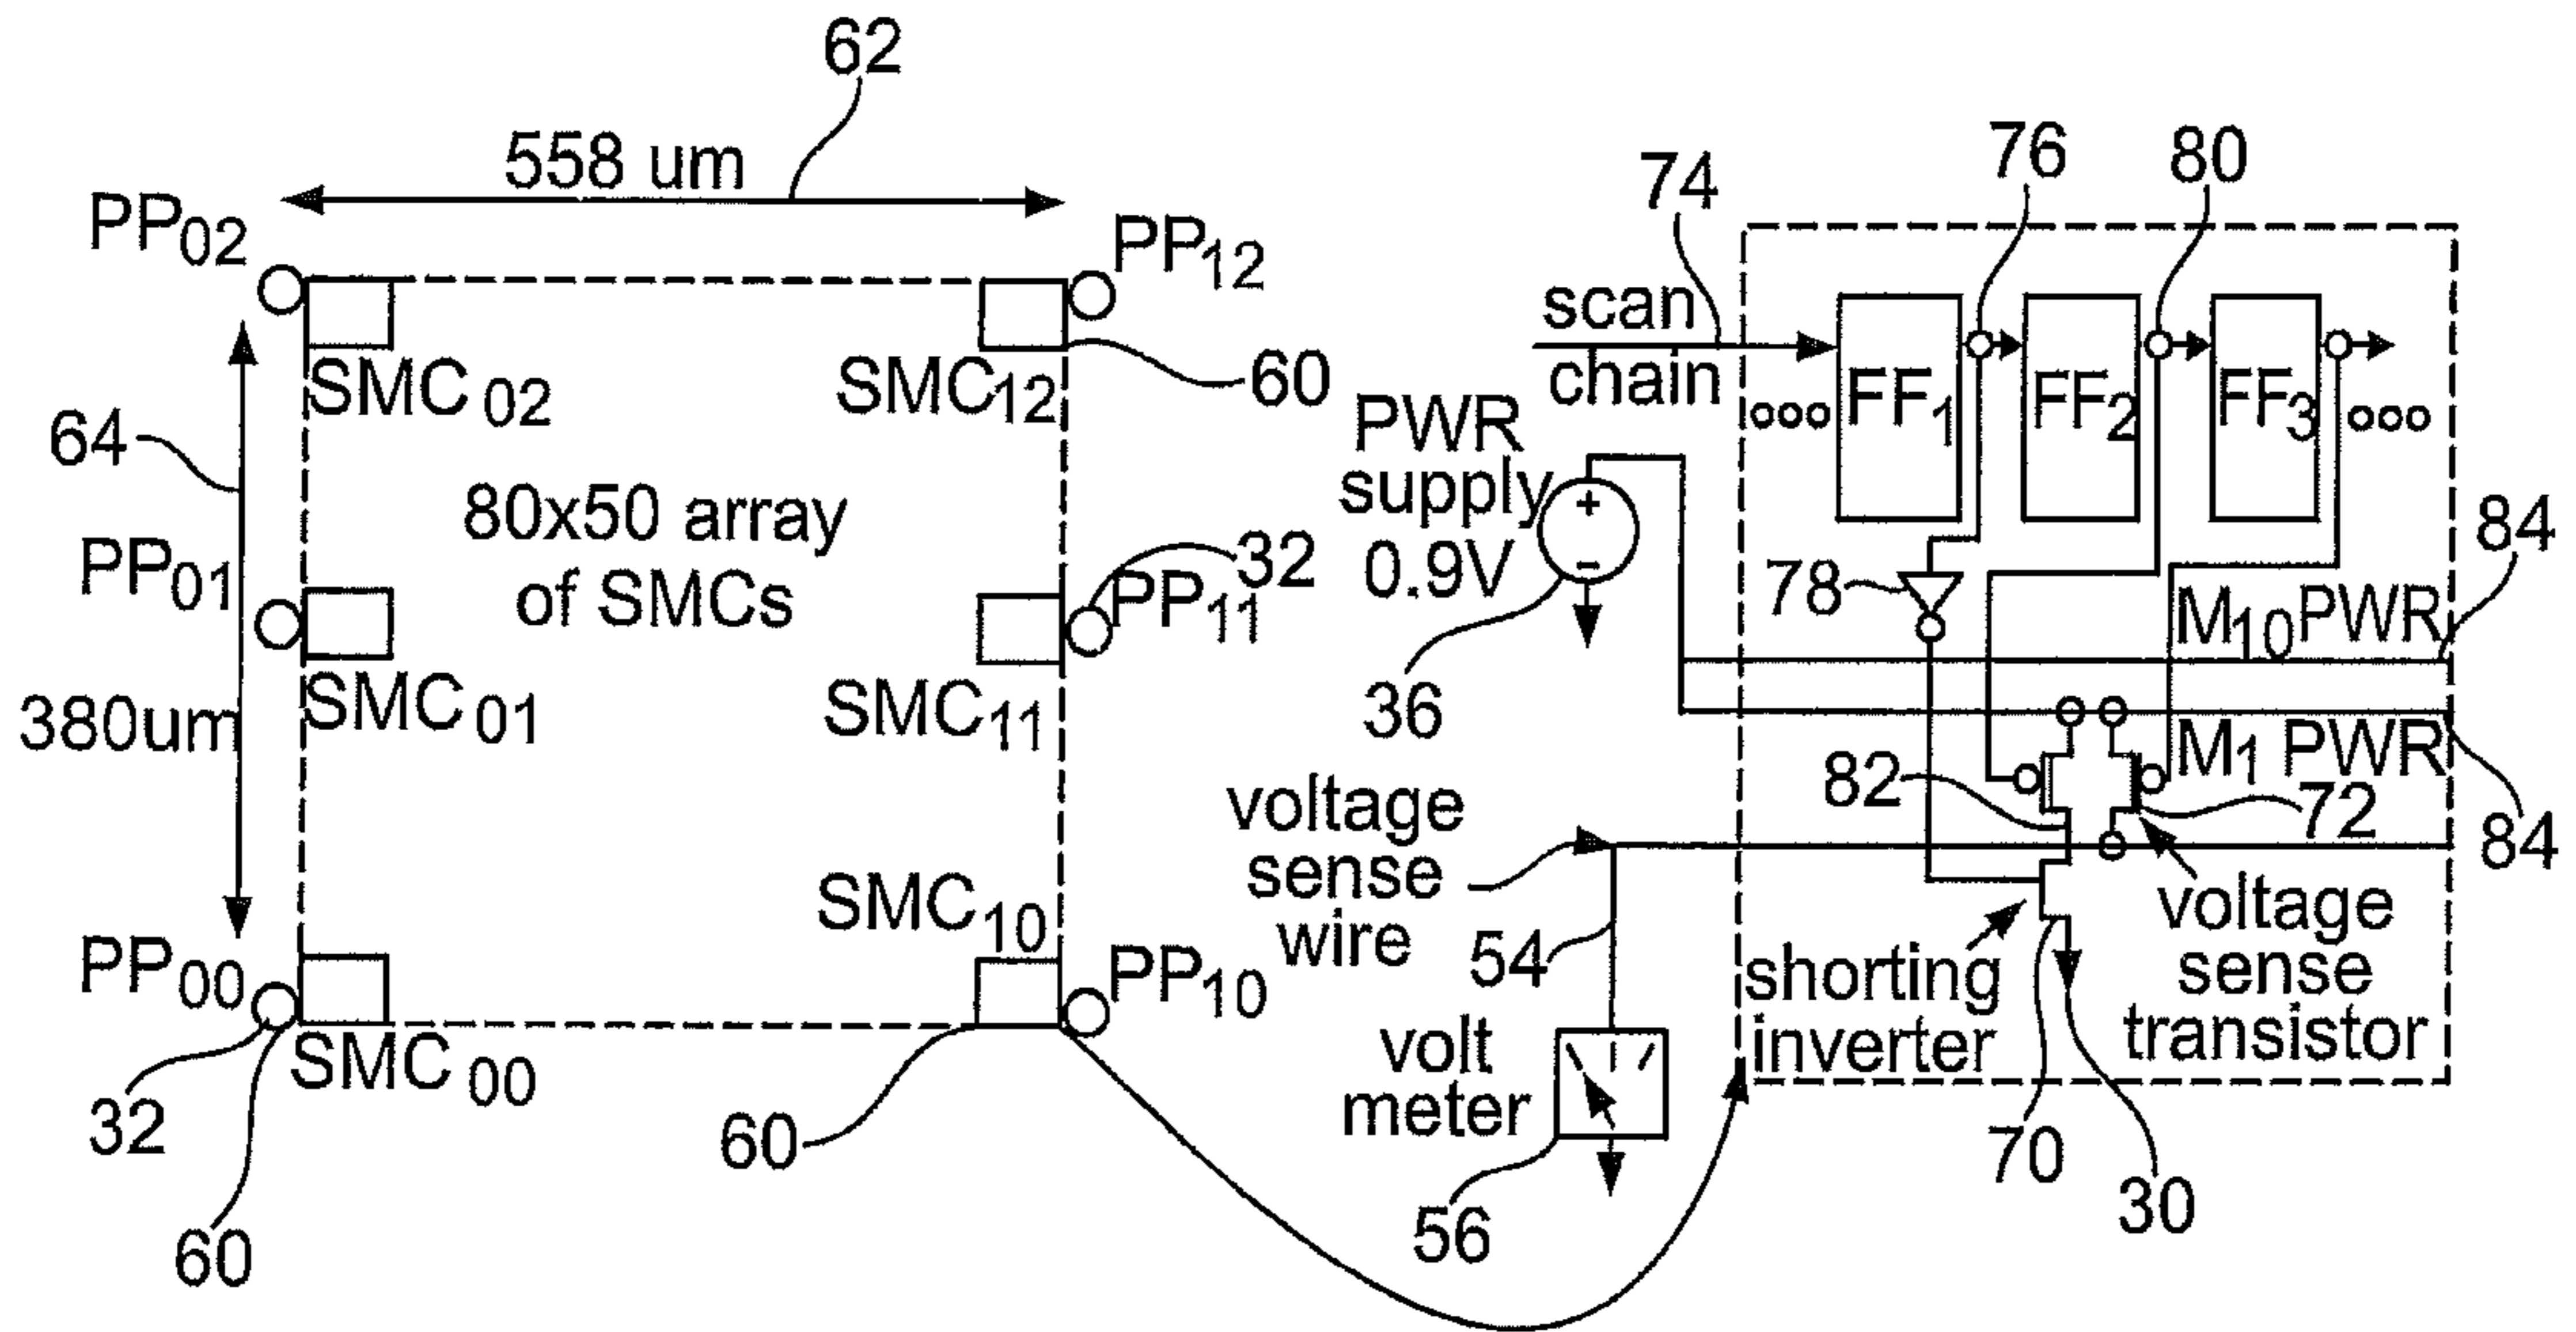 62
558 um
PP02
PP12
SMC02
SMC12
60
64
80x50 array
of SMCs
PP01
32
PP11
SMC01
SMC11
380um
SMC10
PP00
PP10
SMC00
32
60
60
74
76
80
scan
chain
FF1
FF2
FF3
PWR
supply
0.9V
+
-
36
78
84
M10 PWR
M1 PWR
82
72
84
voltage
sense
wire
54
shorting
inverter
voltage
sense
transistor
volt
meter
56
70
30